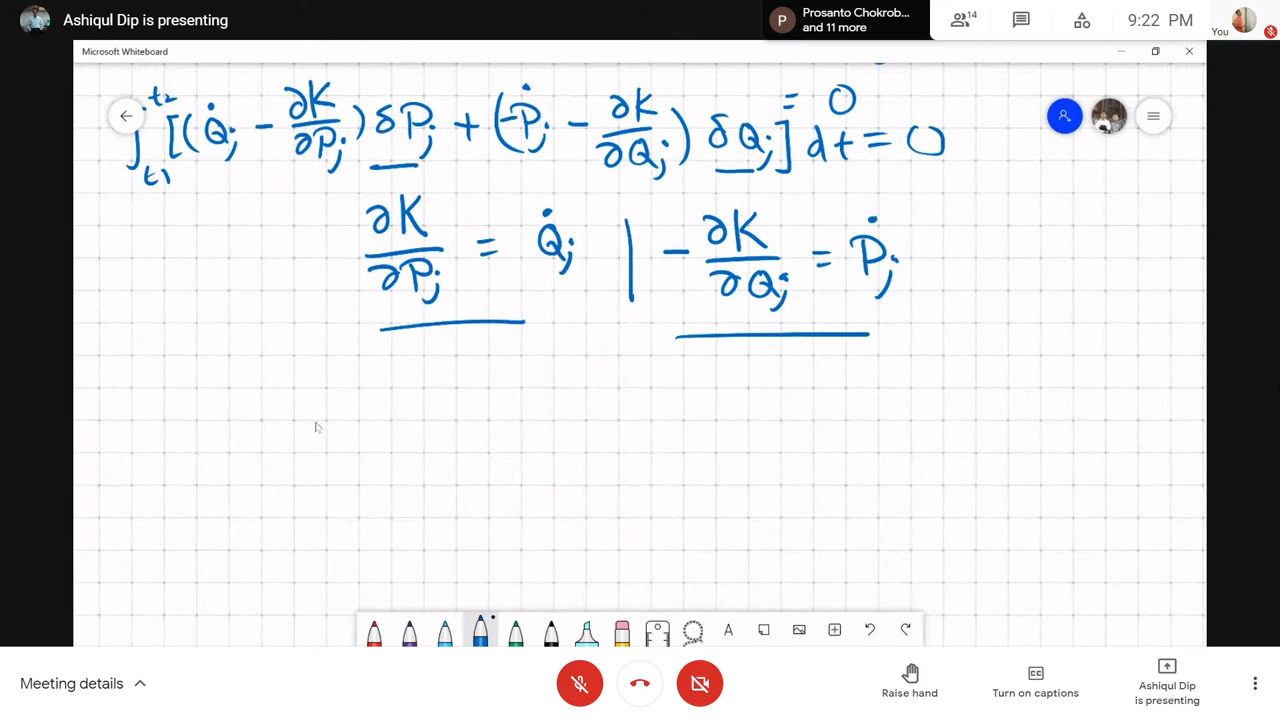 Ashiqul Dip is presenting
P Prosanto Chokrob...
and 11 more
14
9:22 PM
You
Microsoft Whiteboard
∫_{t1}^{t2} [(Q̇j − ∂K/∂Pj) δPj + (−Ṗj − ∂K/∂Qj) δQj] dt = 0
= 0
∂K/∂Pj = Q̇j | − ∂K/∂Qj = Ṗj
A
Meeting details
Raise hand
Turn on captions
Ashiqul Dip
is presenting